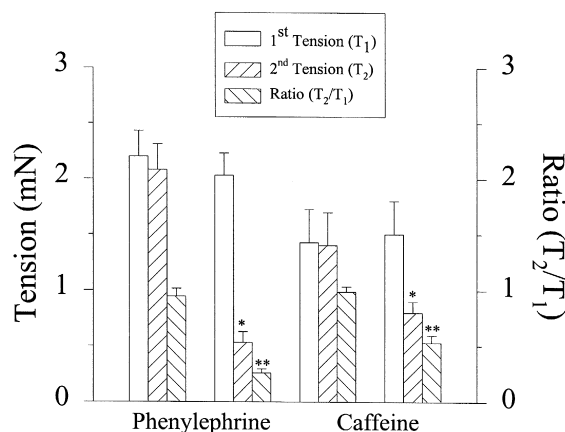 1st Tension (T1)
2nd Tension (T2)
Ratio (T2/T1)
3
2
1
0
Tension (mN)
3
2
1
0
Ratio (T2/T1)
*
**
*
**
Phenylephrine
Caffeine